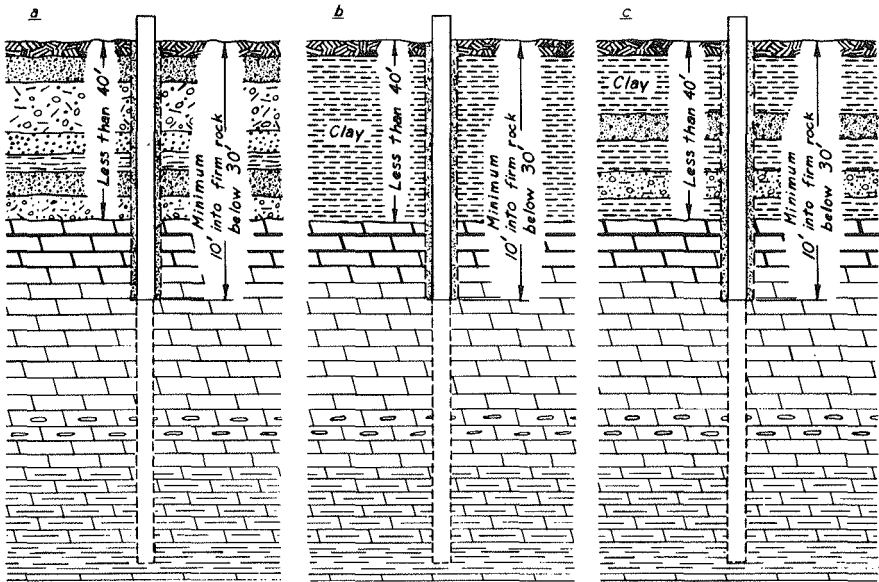 a
Less than 40'
Minimum
10' into firm rock
below 30'
b
Clay
Less than 40'
Minimum
10' into firm rock
below 30'
c
Clay
Less than 40'
Minimum
10' into firm rock
below 30'